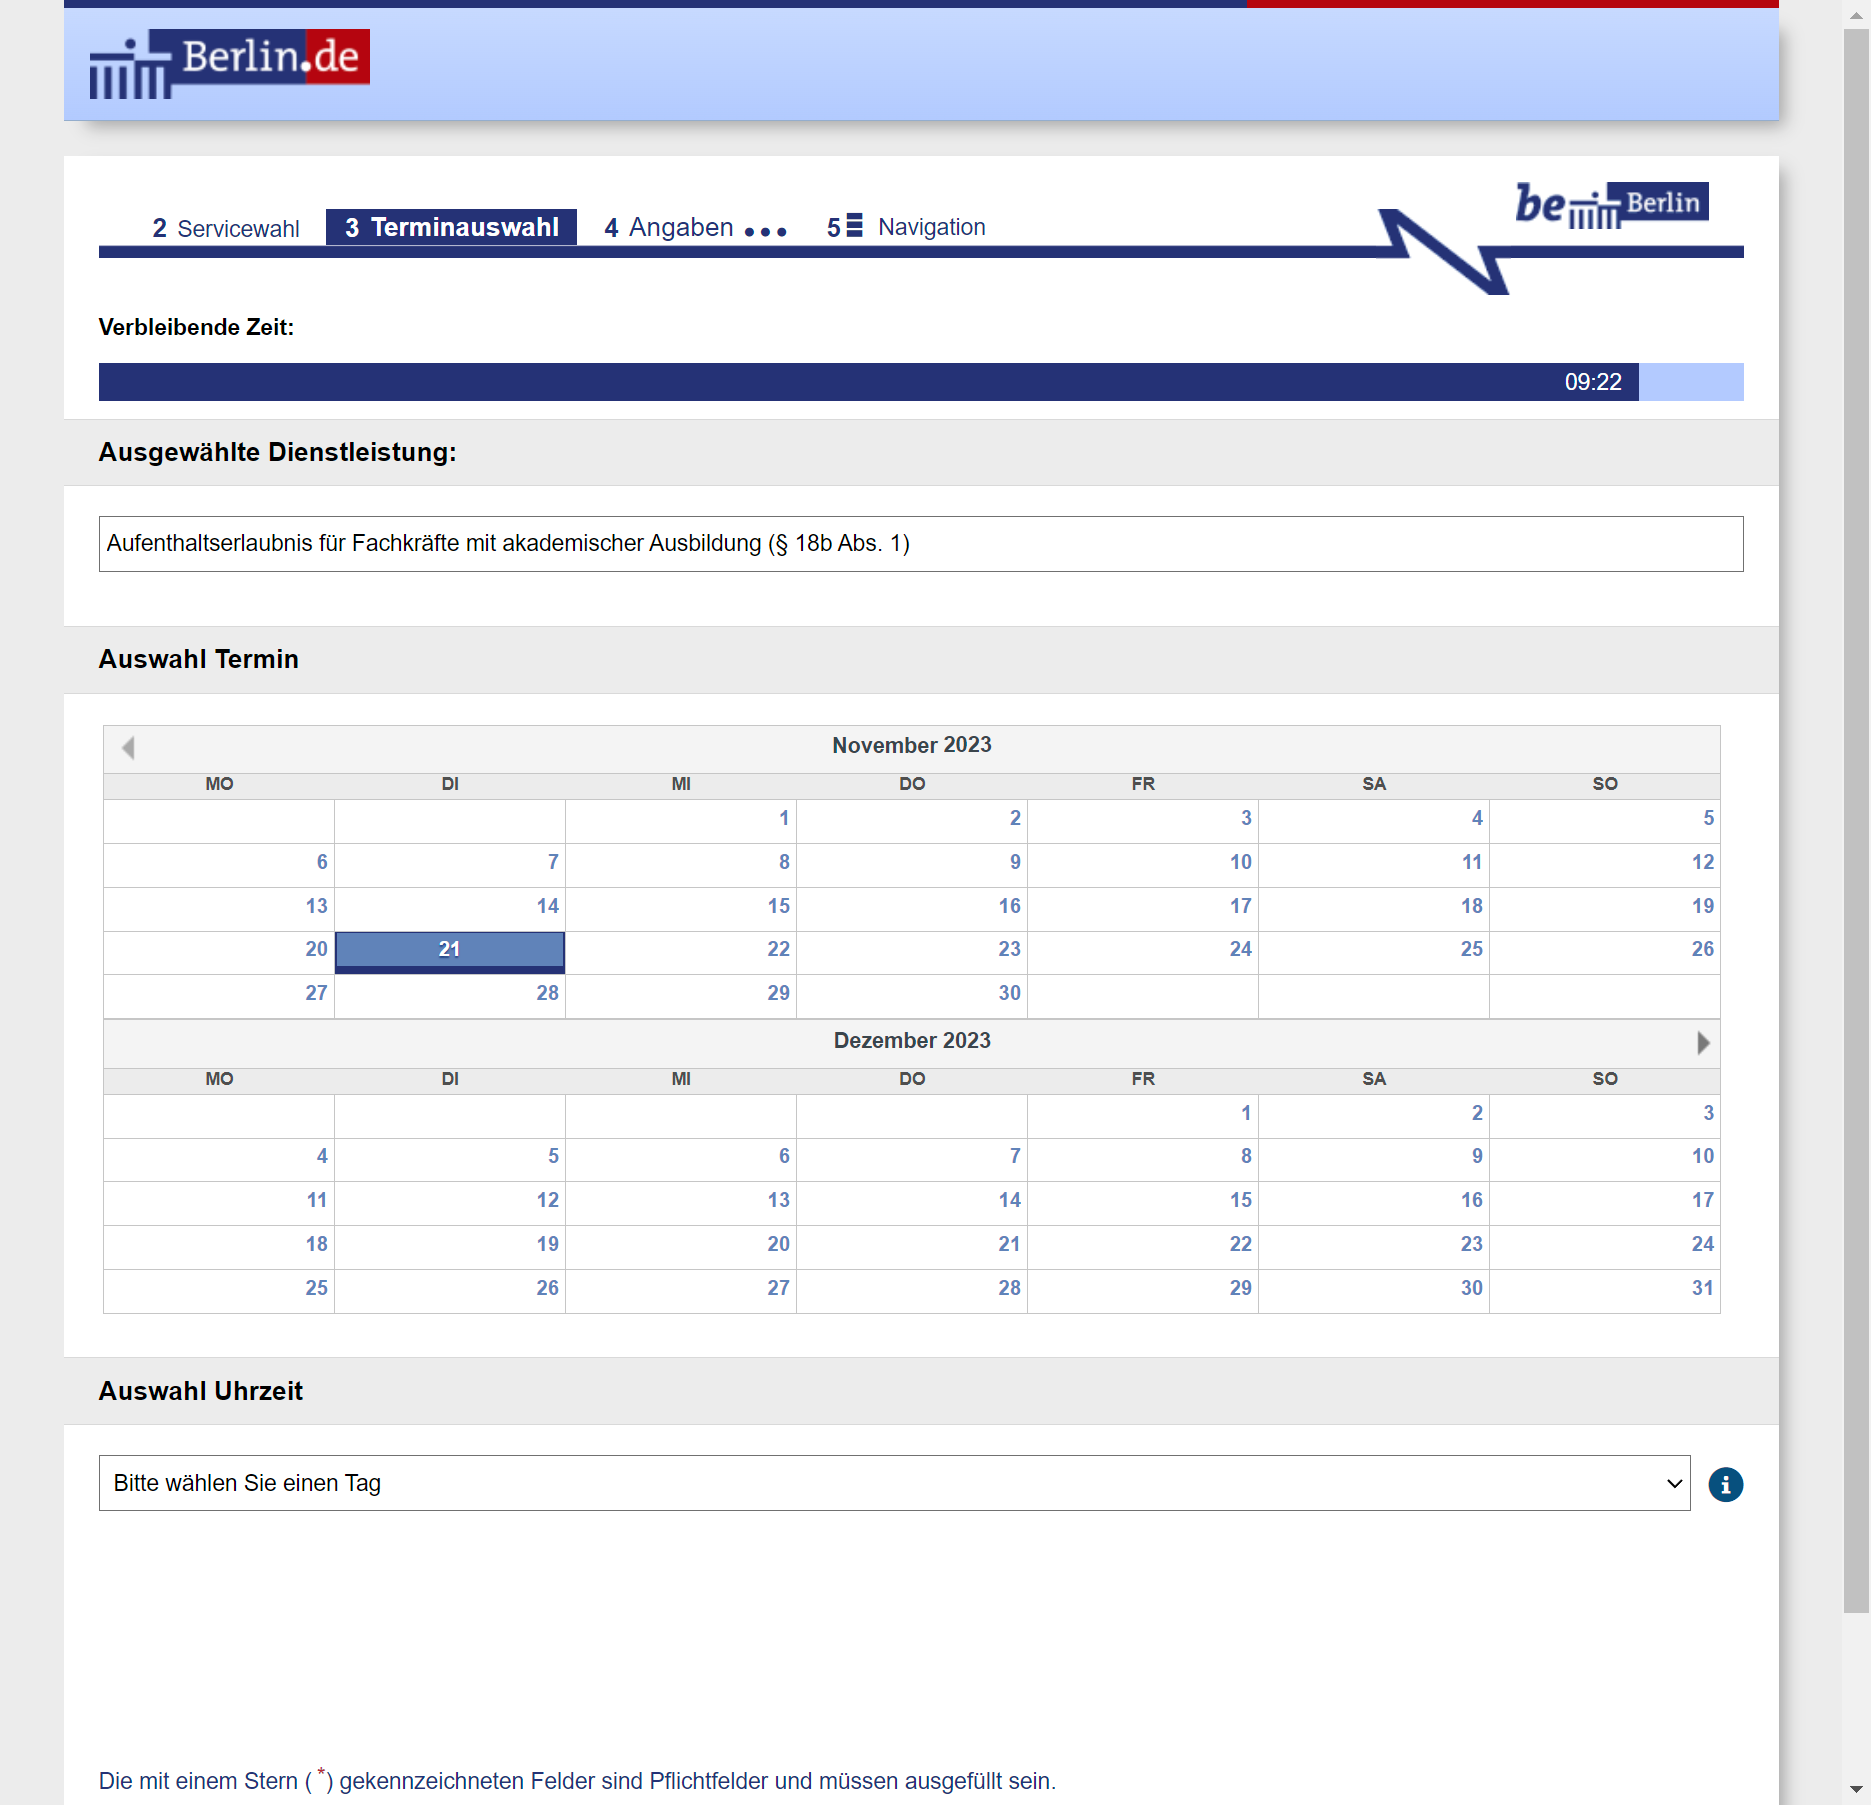 Berlin.de
be Berlin
2 Servicewahl 3 Terminauswahl 4 Angaben 5 Navigation
Verbleibende Zeit:
09:22
Ausgewählte Dienstleistung:
Aufenthaltserlaubnis für Fachkräfte mit akademischer Ausbildung (§ 18b Abs. 1)
Auswahl Termin
November 2023
MO DI MI DO FR SA SO
1 2 3 4 5
6 7 8 9 10 11 12
13 14 15 16 17 18 19
20 21 22 23 24 25 26
27 28 29 30
Dezember 2023
MO DI MI DO FR SA SO
1 2 3
4 5 6 7 8 9 10
11 12 13 14 15 16 17
18 19 20 21 22 23 24
25 26 27 28 29 30 31
Auswahl Uhrzeit
Bitte wählen Sie einen Tag
Die mit einem Stern ( *) gekennzeichneten Felder sind Pflichtfelder und müssen ausgefüllt sein.